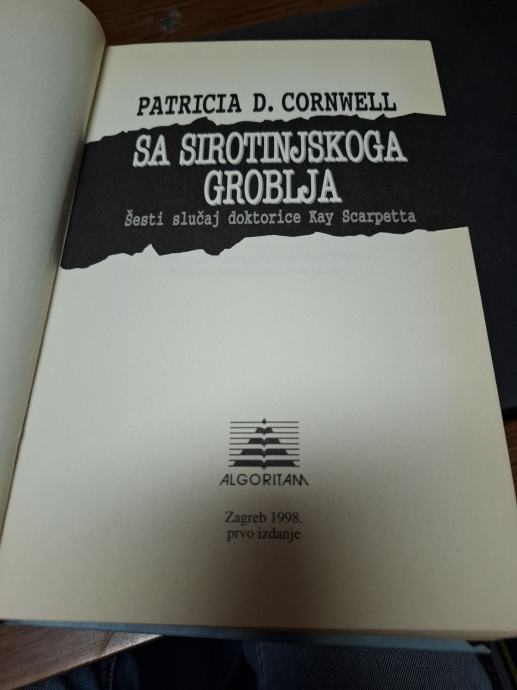 PATRICIA D. CORNWELL
SA SIROTINJSKOGA
GROBLJA
Šesti slučaj doktorice Kay Scarpetta
ALGORITAM
Zagreb 1998.
prvo izdanje